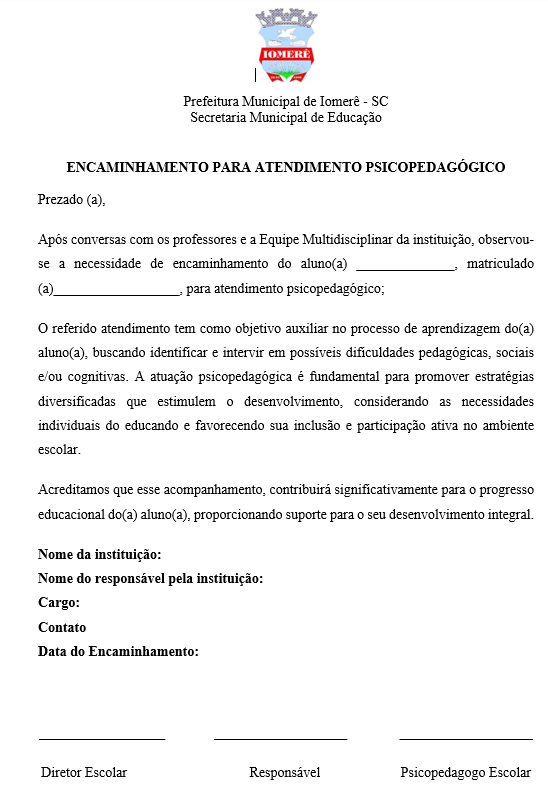 IOMERÊ
Prefeitura Municipal de Iomerê - SC
Secretaria Municipal de Educação
ENCAMINHAMENTO PARA ATENDIMENTO PSICOPEDAGÓGICO
Prezado (a),
Após conversas com os professores e a Equipe Multidisciplinar da instituição, observou-
se a necessidade de encaminhamento do aluno(a) ______________, matriculado
(a)__________________, para atendimento psicopedagógico;
O referido atendimento tem como objetivo auxiliar no processo de aprendizagem do(a)
aluno(a), buscando identificar e intervir em possíveis dificuldades pedagógicas, sociais
e/ou cognitivas. A atuação psicopedagógica é fundamental para promover estratégias
diversificadas que estimulem o desenvolvimento, considerando as necessidades
individuais do educando e favorecendo sua inclusão e participação ativa no ambiente
escolar.
Acreditamos que esse acompanhamento, contribuirá significativamente para o progresso
educacional do(a) aluno(a), proporcionando suporte para o seu desenvolvimento integral.
Nome da instituição:
Nome do responsável pela instituição:
Cargo:
Contato
Data do Encaminhamento:
__________________ ___________________ ___________________
Diretor Escolar Responsável Psicopedagogo Escolar